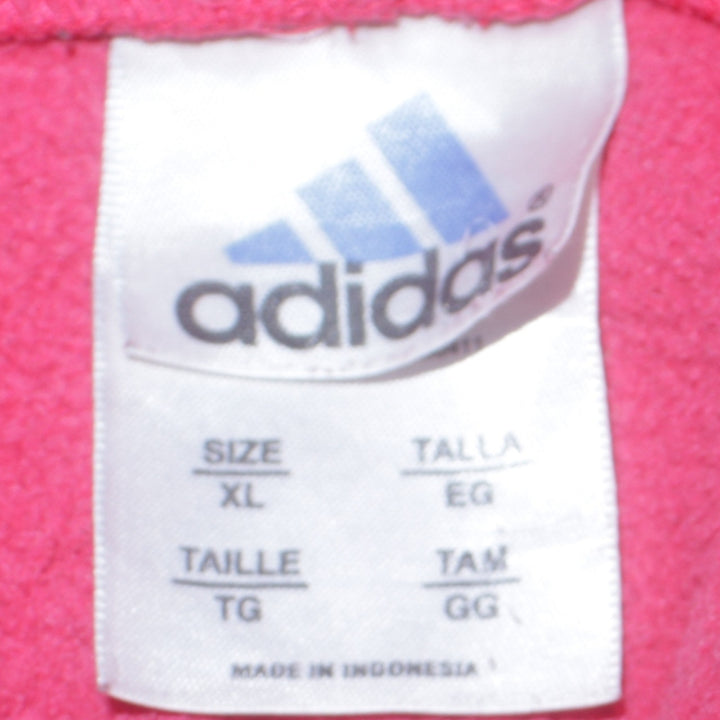 adidas®
SIZE TALLA
XL EG
TAILLE TAM
TG GG
MADE IN INDONESIA